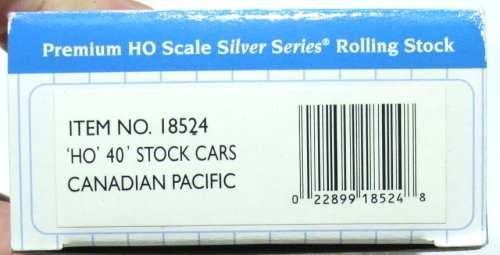 Premium HO Scale Silver Series® Rolling Stock
ITEM NO. 18524
'HO' 40' STOCK CARS
CANADIAN PACIFIC
0 22899 18524 8